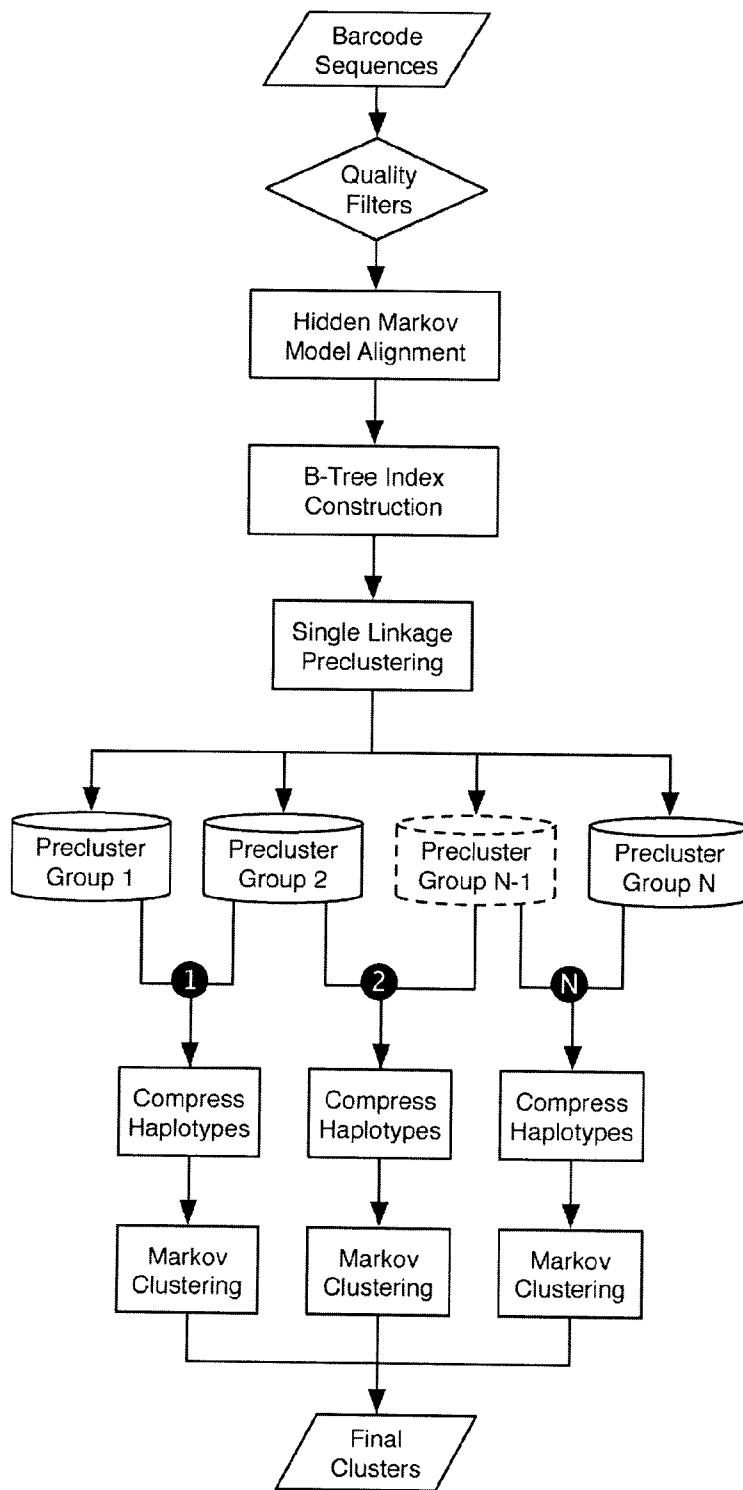 Barcode
Sequences
Quality
Filters
Hidden Markov
Model Alignment
B-Tree Index
Construction
Single Linkage
Preclustering
Precluster
Group 1
Precluster
Group 2
Precluster
Group N-1
Precluster
Group N
1
2
N
Compress
Haplotypes
Compress
Haplotypes
Compress
Haplotypes
Markov
Clustering
Markov
Clustering
Markov
Clustering
Final
Clusters